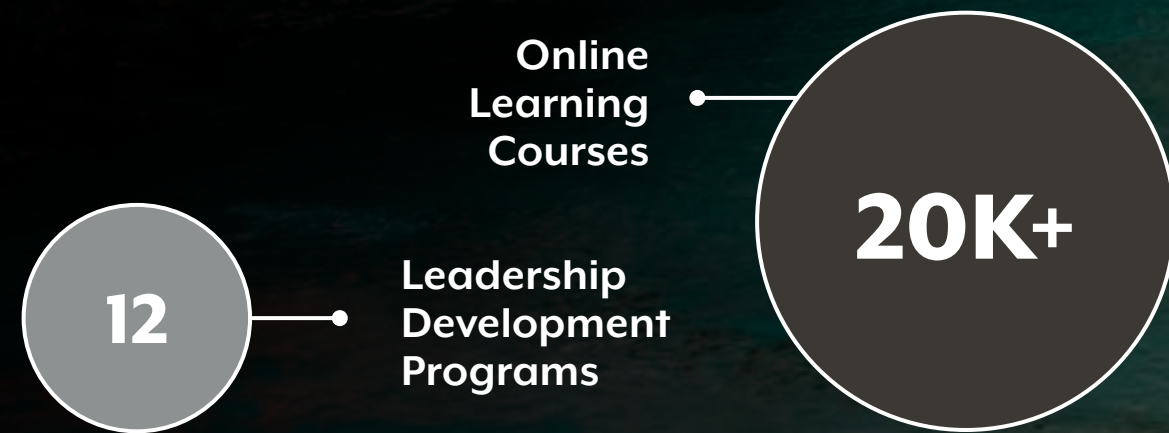 Online
Learning
Courses
20K+
12
Leadership
Development
Programs